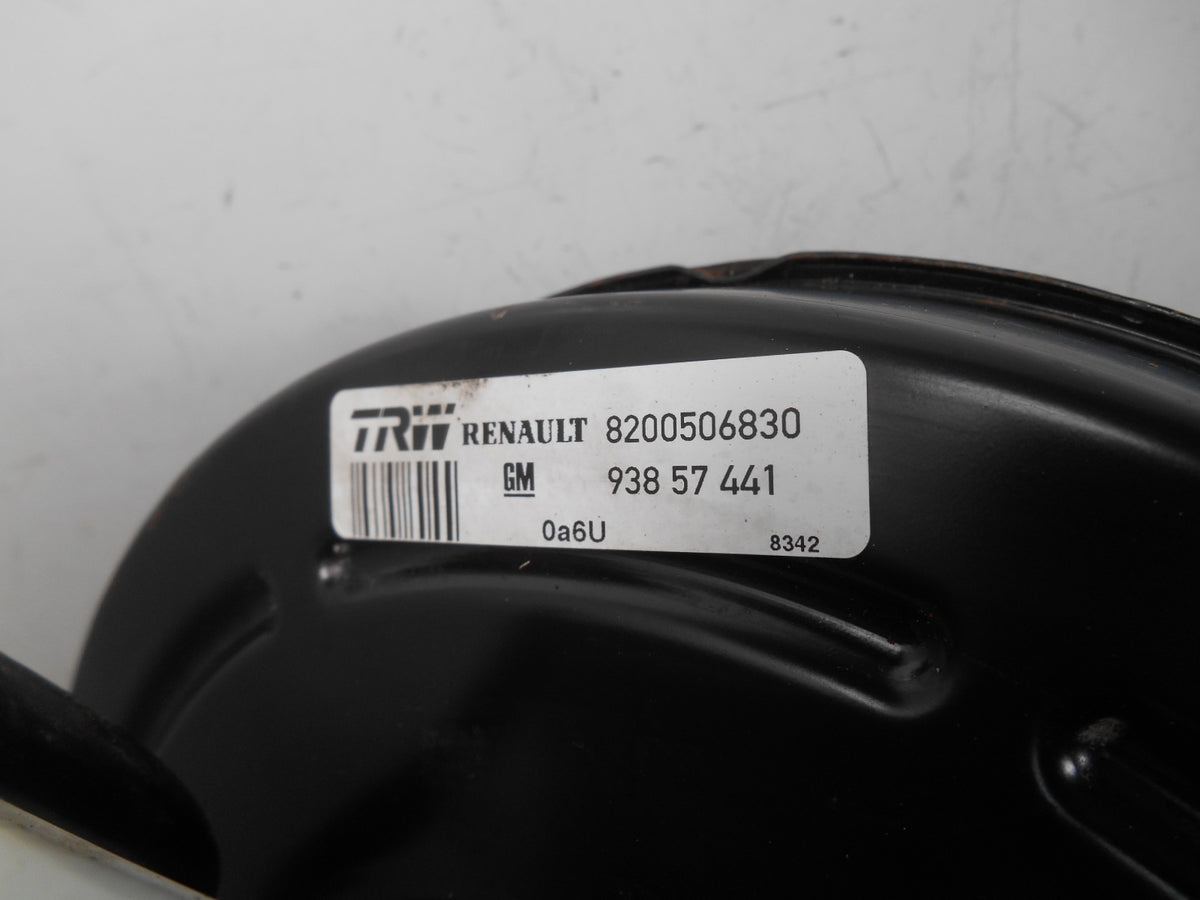 TRW RENAULT 8200506830
GM 938 57 441
0a6U 8342